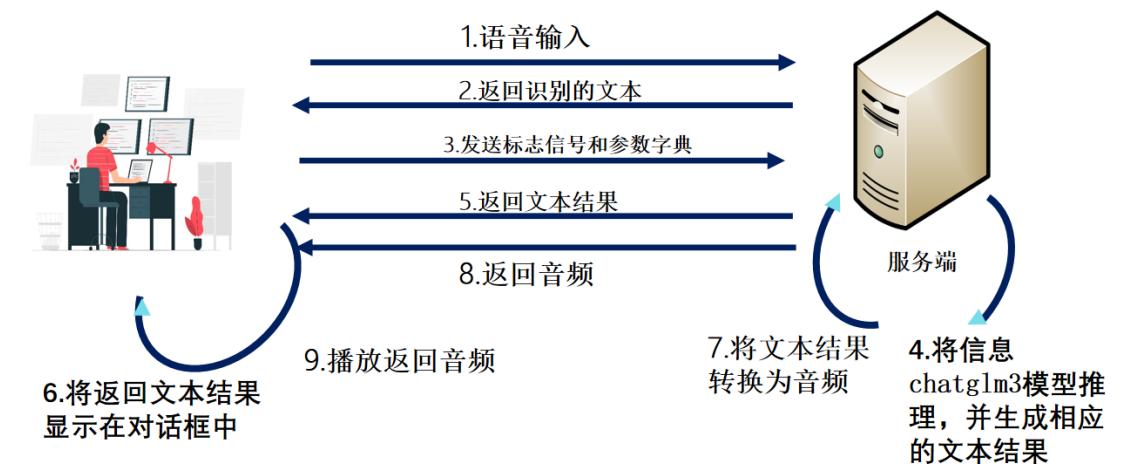 1.语音输入
2.返回识别的文本
3.发送标志信号和参数字典
5.返回文本结果
8.返回音频
服务端
9.播放返回音频
7.将文本结果
转换为音频
4.将信息
chatglm3模型推
理，并生成相应
的文本结果
6.将返回文本结果
显示在对话框中